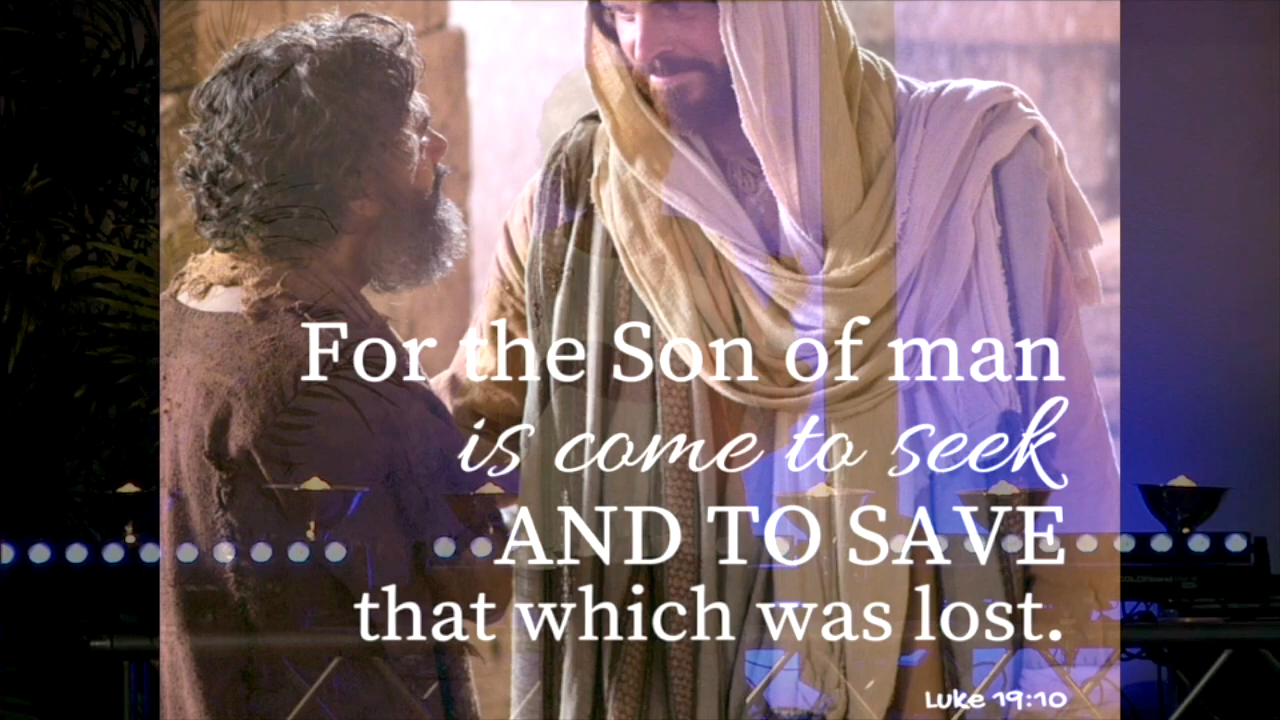 For the Son of man
is come to seek
AND TO SAVE
that which was lost.
Luke 19:10